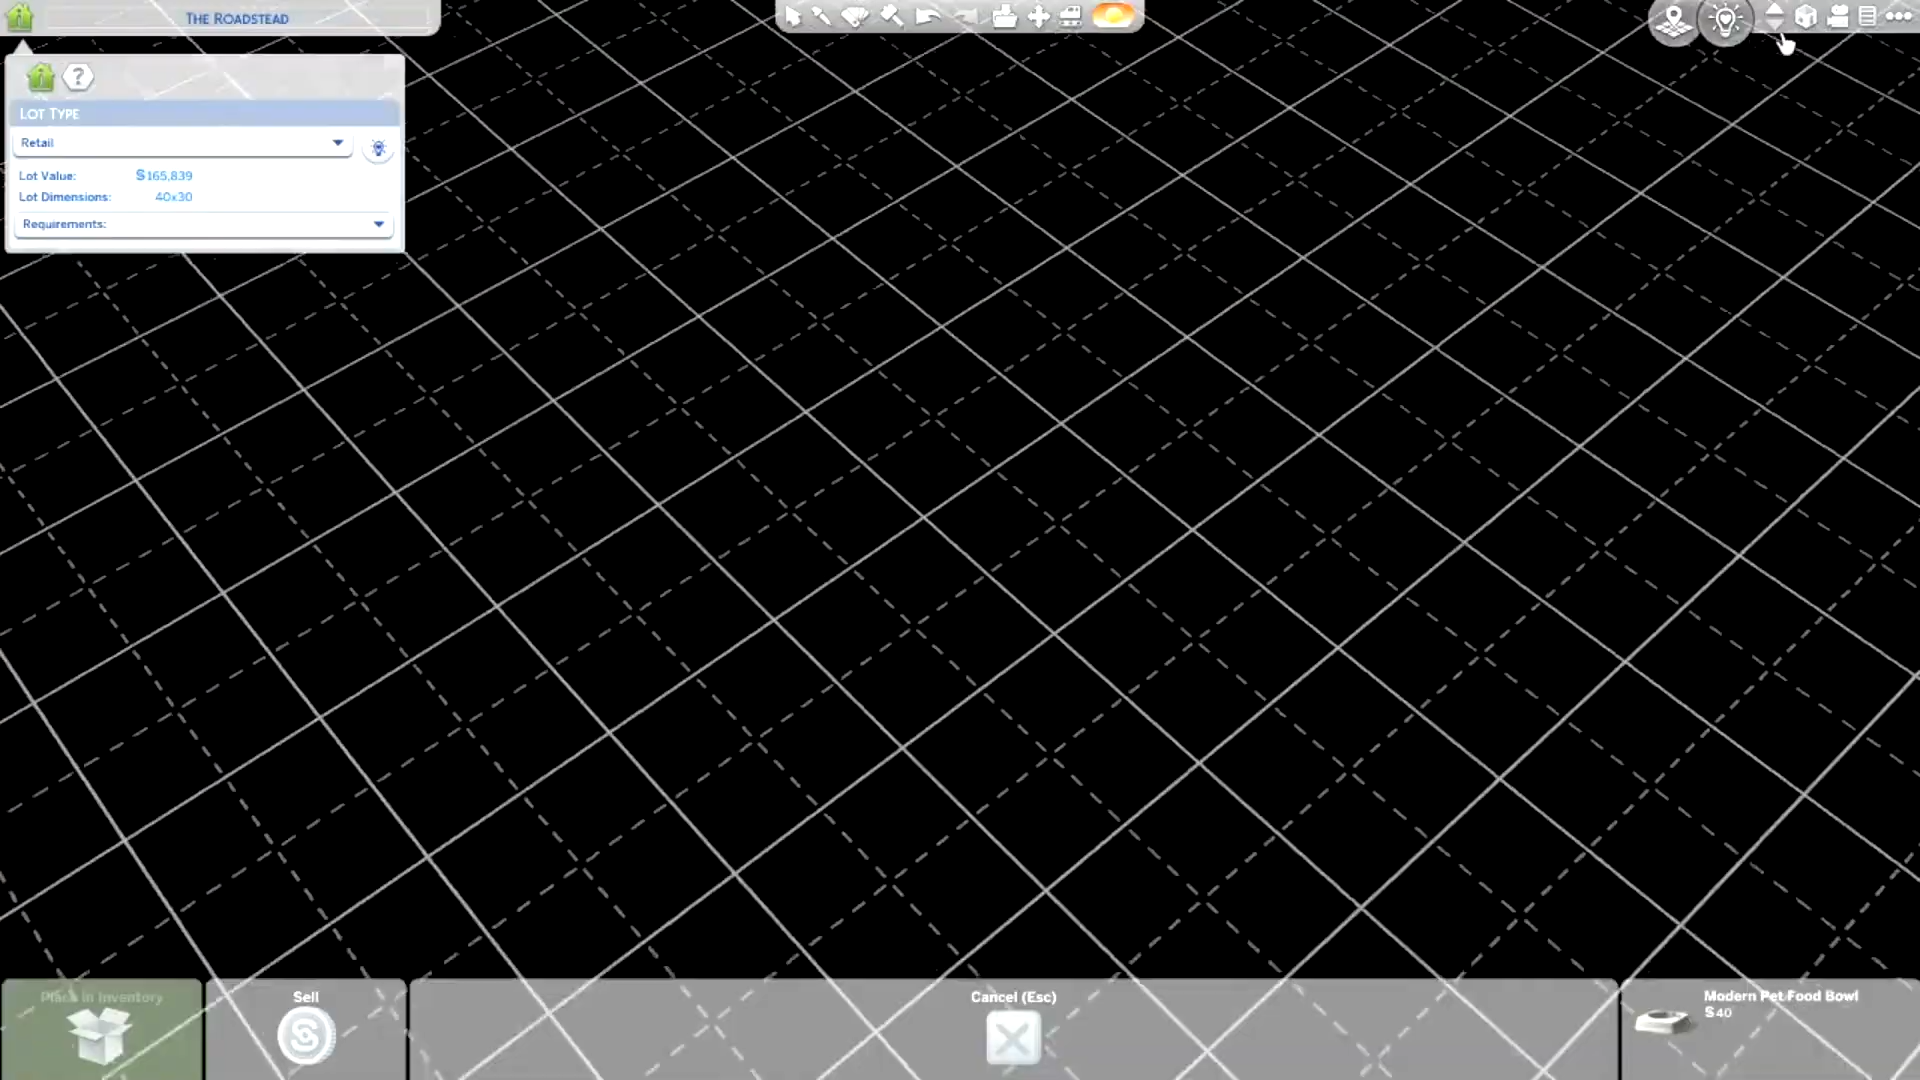 THE ROADSTEAD
?
LOT TYPE
Retail
Lot Value: §165,839
Lot Dimensions: 40x30
Requirements:
Place in Inventory
Sell
Cancel (Esc)
Modern Pet Food Bowl
§40